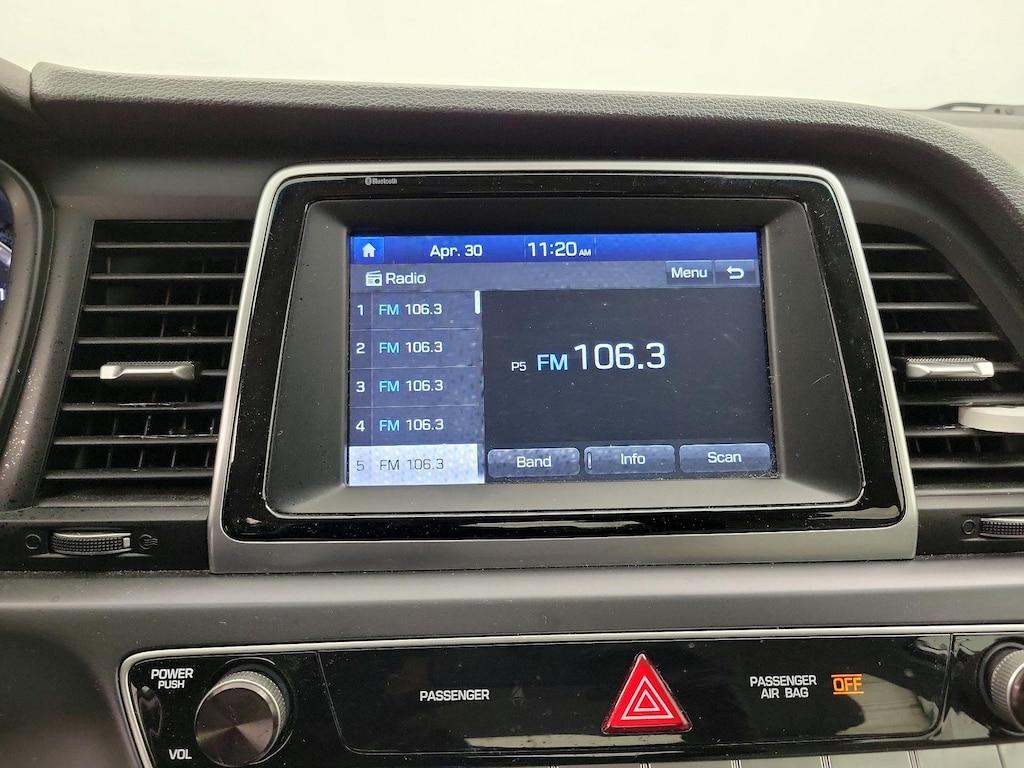 Bluetooth
Apr. 30 11:20 AM
Radio Menu
1 FM 106.3
2 FM 106.3
3 FM 106.3
4 FM 106.3
5 FM 106.3
P5 FM 106.3
Band Info Scan
POWER
PUSH
VOL
PASSENGER
PASSENGER
AIR BAG
OFF